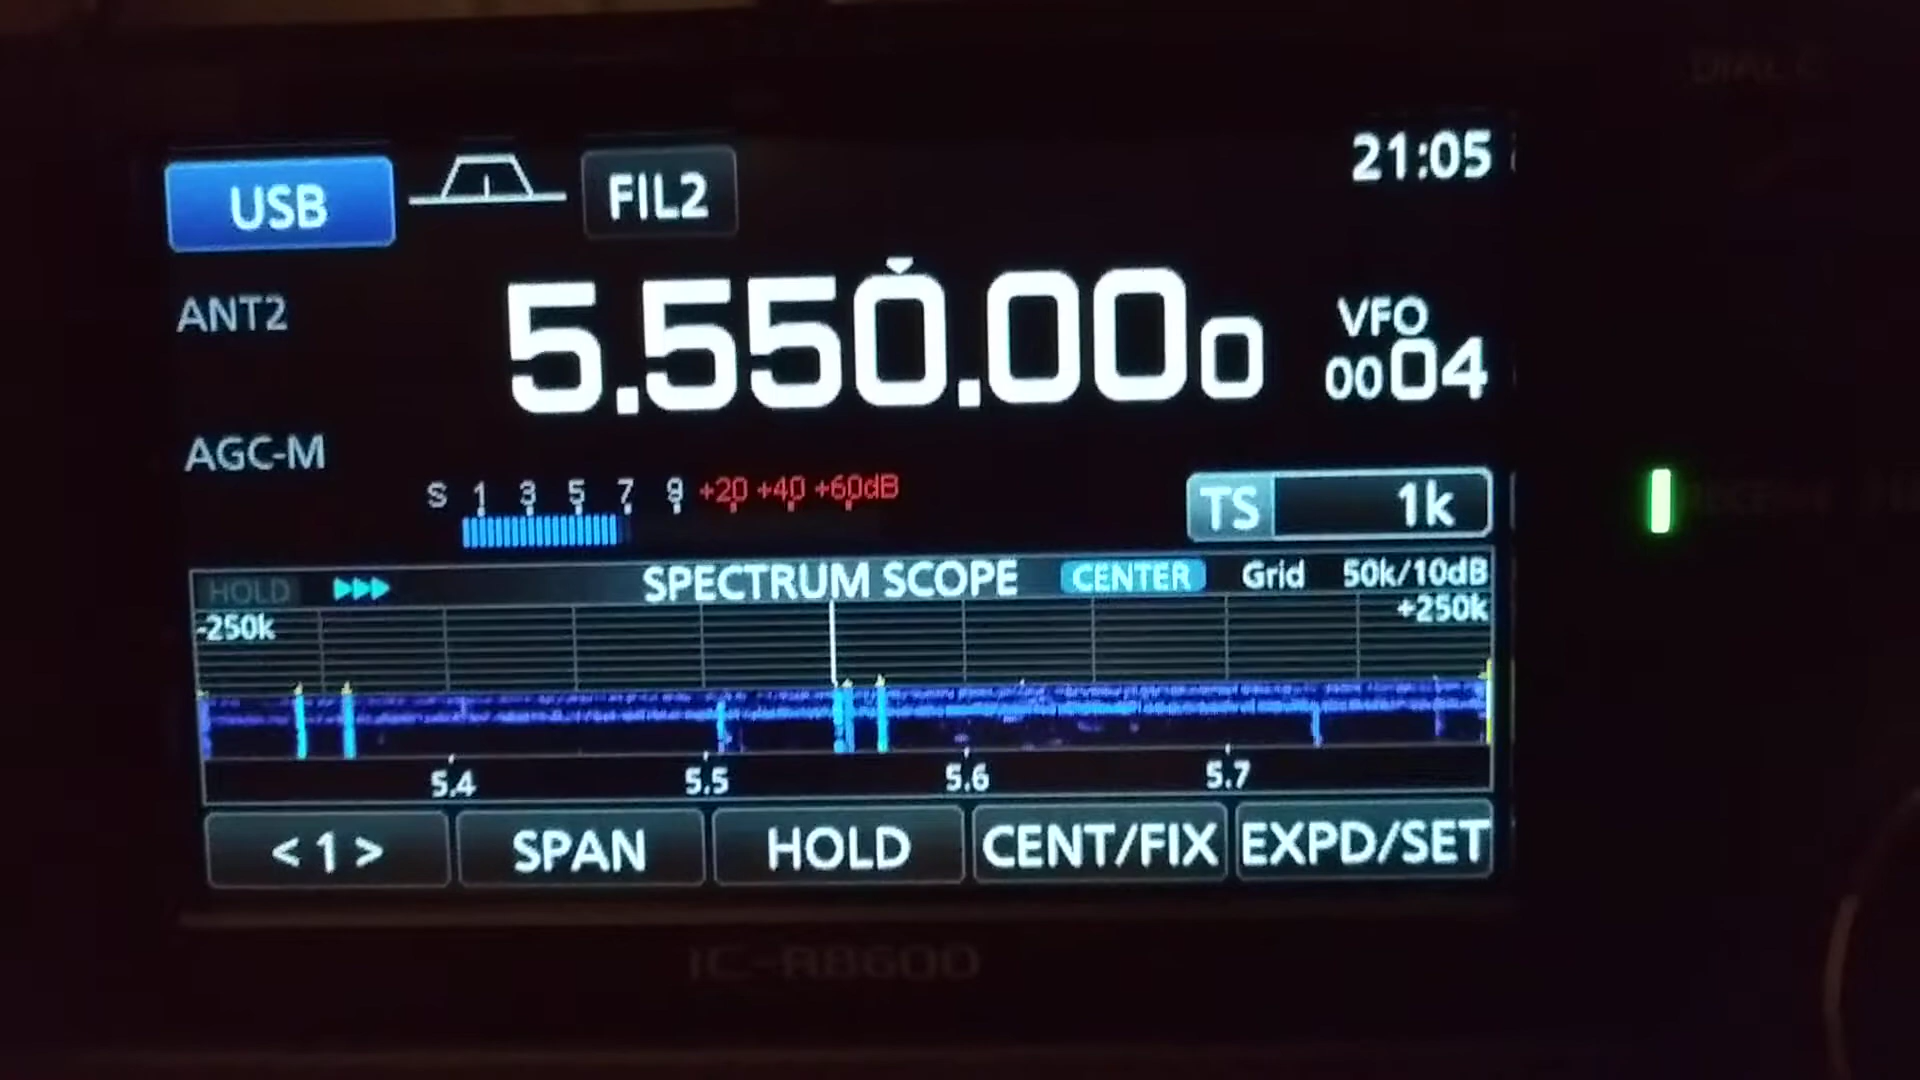 USB FIL2 21:05
ANT2 5.550.000 VFO 0004
AGC-M
S 1 3 5 7 9 +20 +40 +60dB TS 1k
HOLD SPECTRUM SCOPE CENTER Grid 50k/10dB
-250k +250k
5.4 5.5 5.6 5.7
< 1 > SPAN HOLD CENT/FIX EXPD/SET
IC-R8600